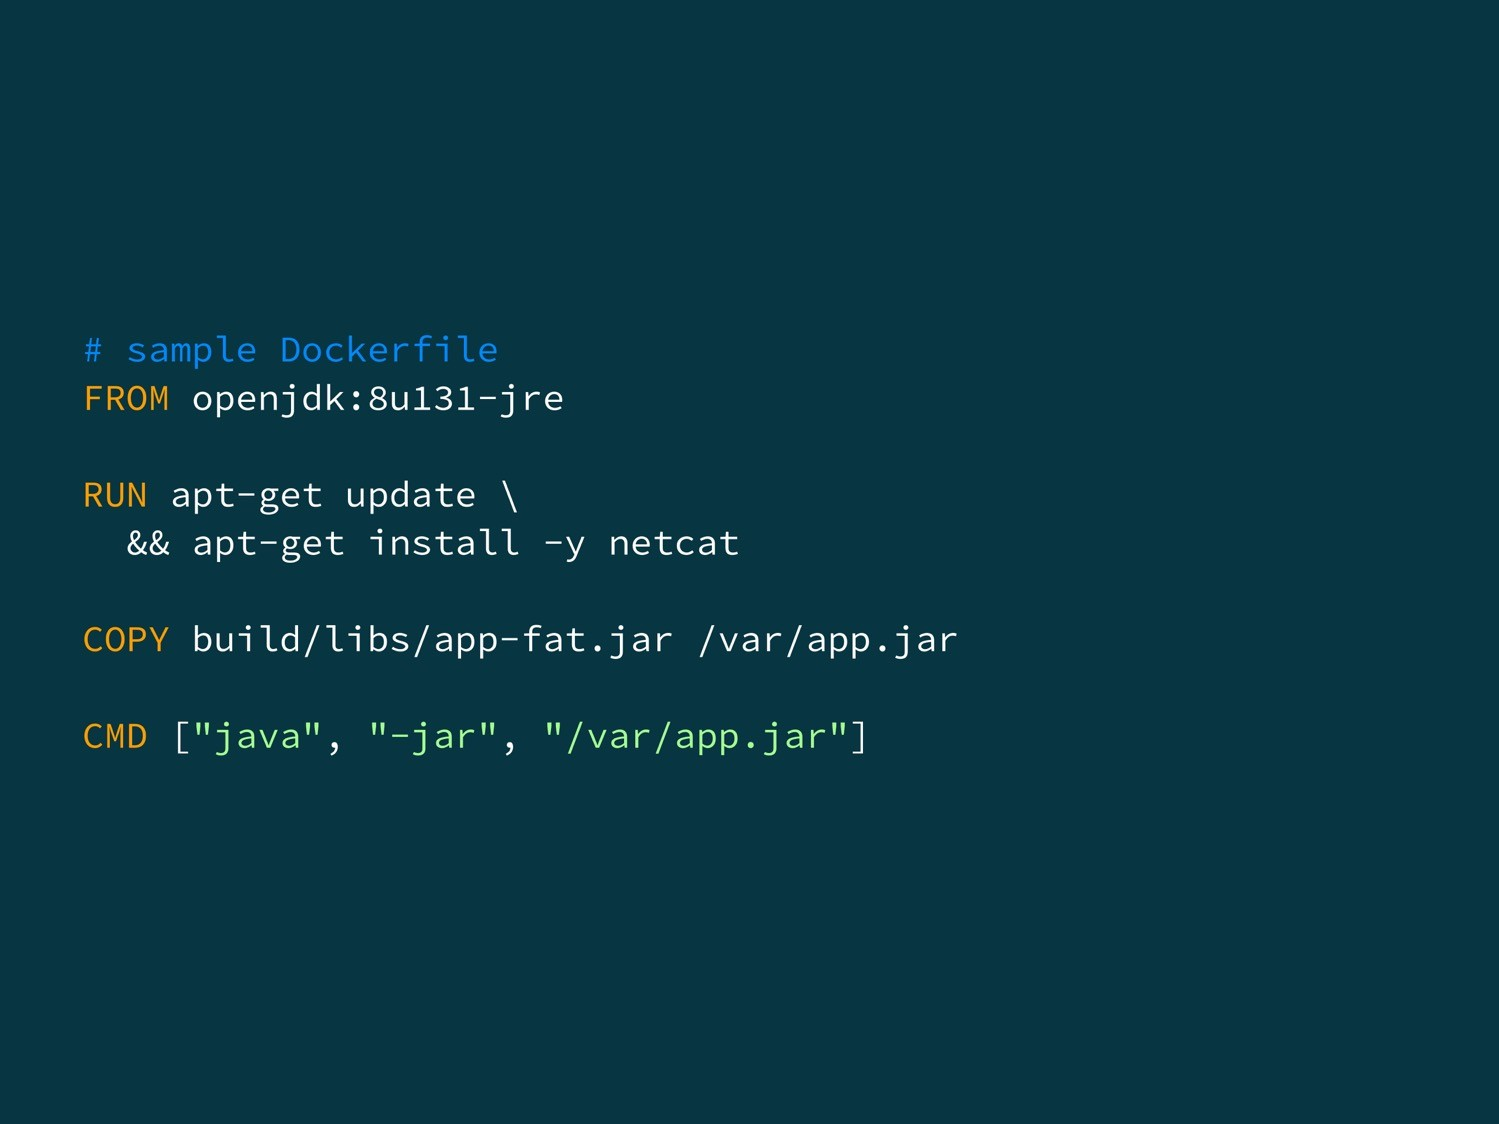 # sample Dockerfile
FROM openjdk:8u131-jre
RUN apt-get update \
  && apt-get install -y netcat
COPY build/libs/app-fat.jar /var/app.jar
CMD ["java", "-jar", "/var/app.jar"]